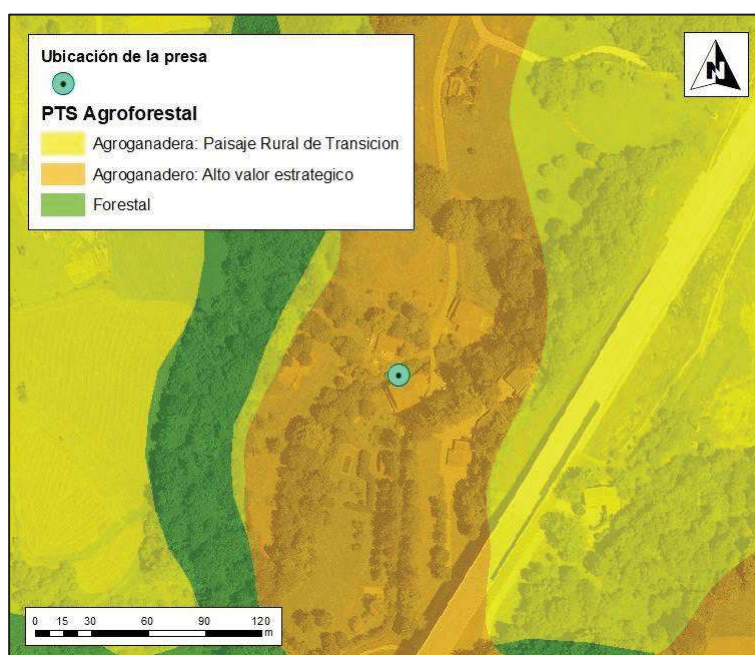 Ubicación de la presa
PTS Agroforestal
Agroganadera: Paisaje Rural de Transicion
Agroganadero: Alto valor estrategico
Forestal
N
0 15 30 60 90 120
m